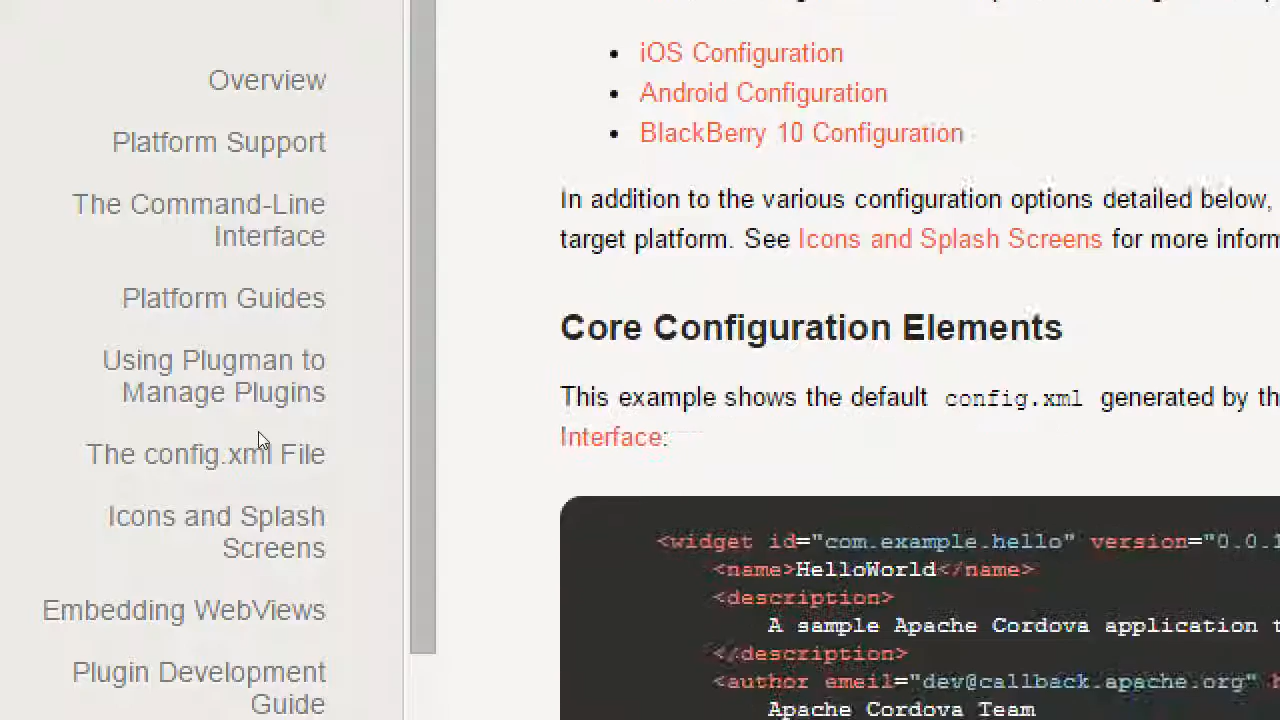 Overview
Platform Support
The Command-Line
Interface
Platform Guides
Using Plugman to
Manage Plugins
The config.xml File
Icons and Splash
Screens
Embedding WebViews
Plugin Development
Guide
• iOS Configuration
• Android Configuration
• BlackBerry 10 Configuration
In addition to the various configuration options detailed below,
target platform. See Icons and Splash Screens for more inform
Core Configuration Elements
This example shows the default config.xml generated by th
Interface:
<widget id="com.example.hello" version="0.0.1
<name>HelloWorld</name>
<description>
A sample Apache Cordova application t
</description>
<author email="dev@callback.apache.org" h
Apache Cordova Team